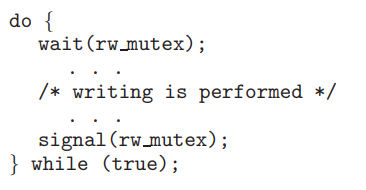 do {
wait(rw_mutex);
. . .
/* writing is performed */
. . .
signal(rw_mutex);
} while (true);